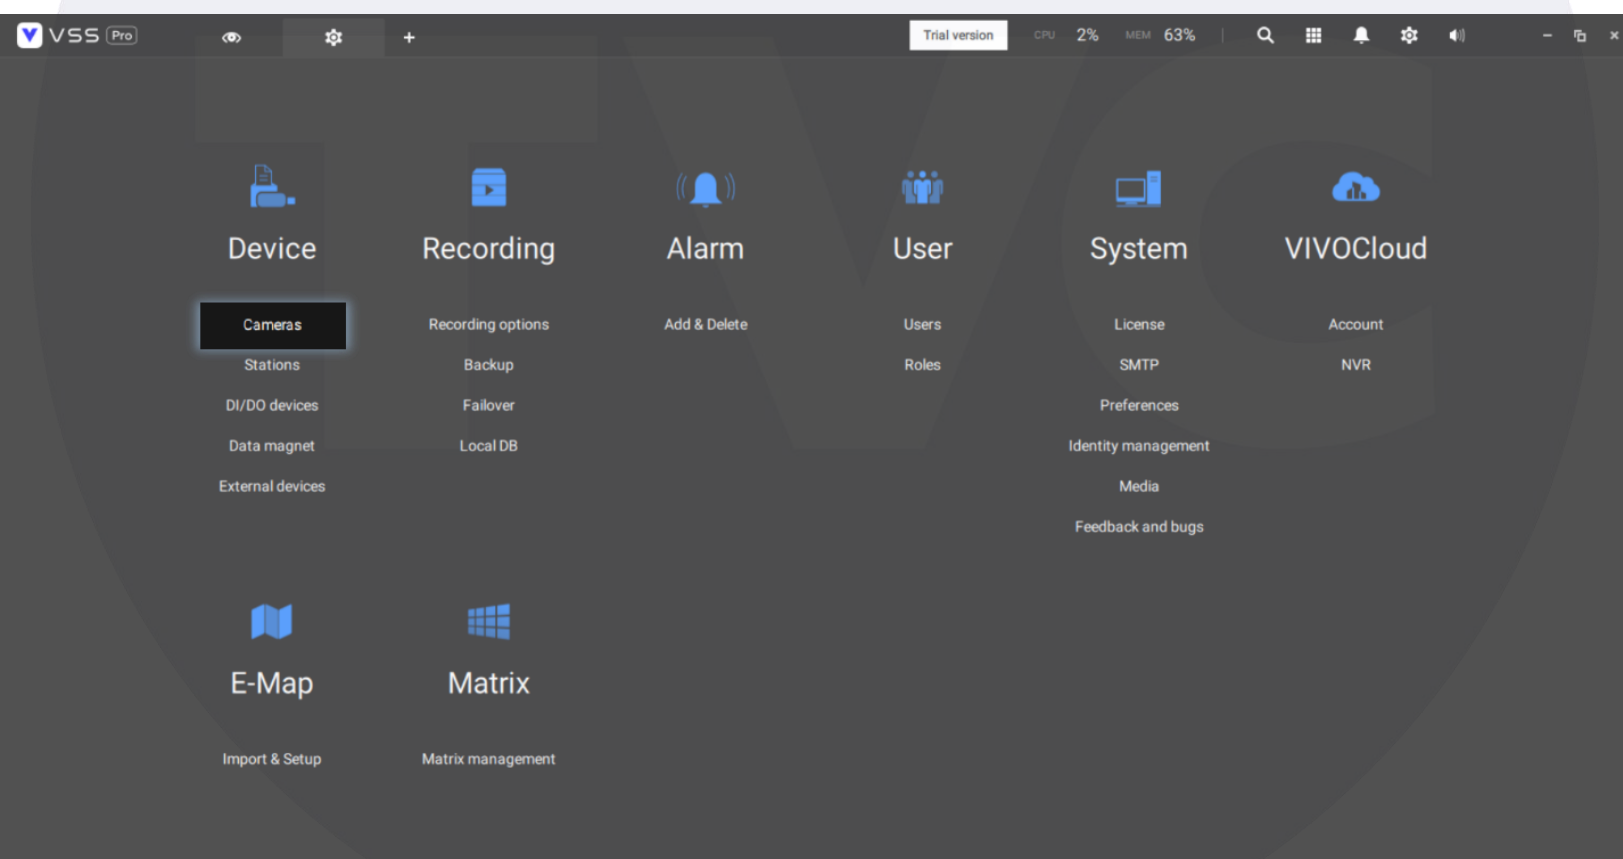 VSS Pro
Trial version
CPU 2% MEM 63%
Device
Cameras
Stations
DI/DO devices
Data magnet
External devices
Recording
Recording options
Backup
Failover
Local DB
Alarm
Add & Delete
User
Users
Roles
System
License
SMTP
Preferences
Identity management
Media
Feedback and bugs
VIVOCloud
Account
NVR
E-Map
Import & Setup
Matrix
Matrix management
TVC